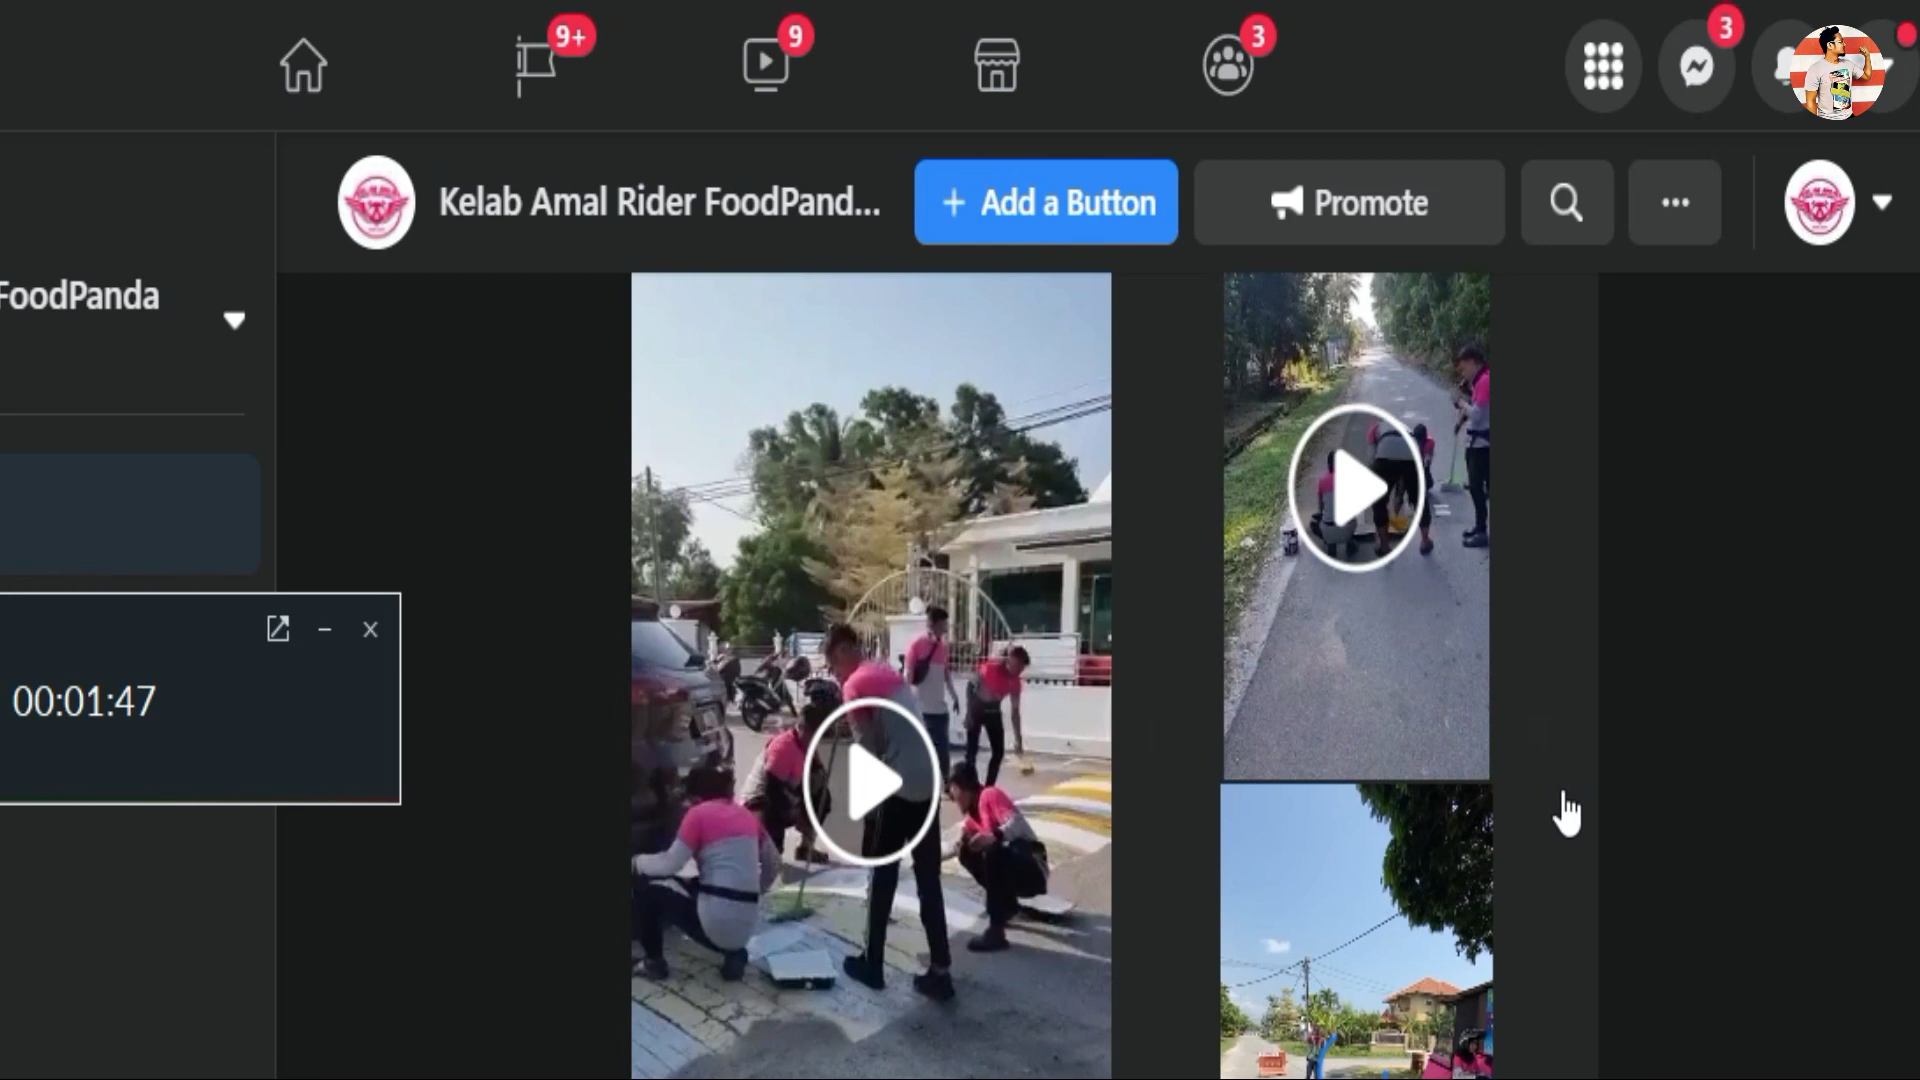 9+
9
3
3
Kelab Amal Rider FoodPand...
+ Add a Button
Promote
FoodPanda
00:01:47